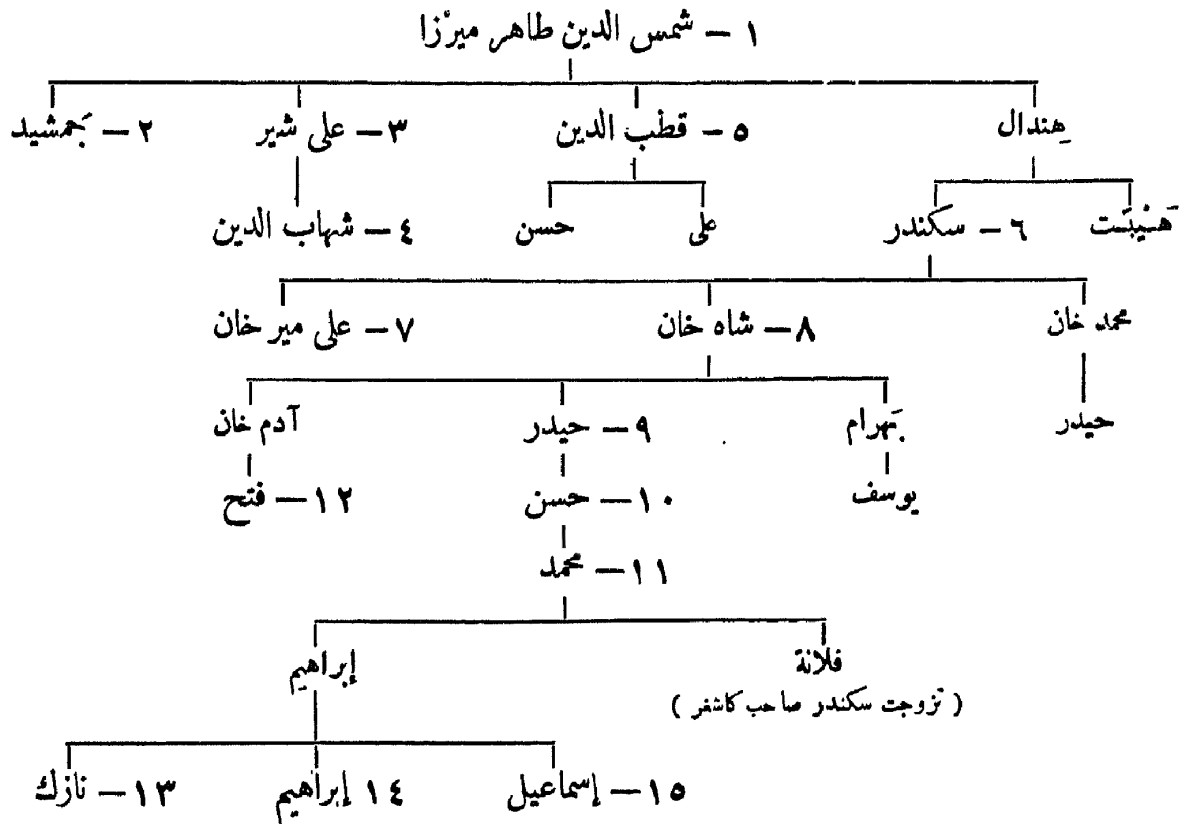 ١ — شمس الدين طاهر ميرزا
هندال ٥ — قطب الدين ٣ — على شير ٢ — جمشيد
هنيبت ٦ — سكندر على حسن ٤ — شهاب الدين
محمد خان ٨ — شاه خان ٧ — على مير خان
حيدر بهرام ٩ — حيدر آدم خان
يوسف ١٠ — حسن ١٢ — فتح
١١ — محمد
فلانة إبراهيم
( تزوجت سكندر صاحب كاشغر )
١٥ — إسماعيل ١٤ إبراهيم ١٣ — نازك